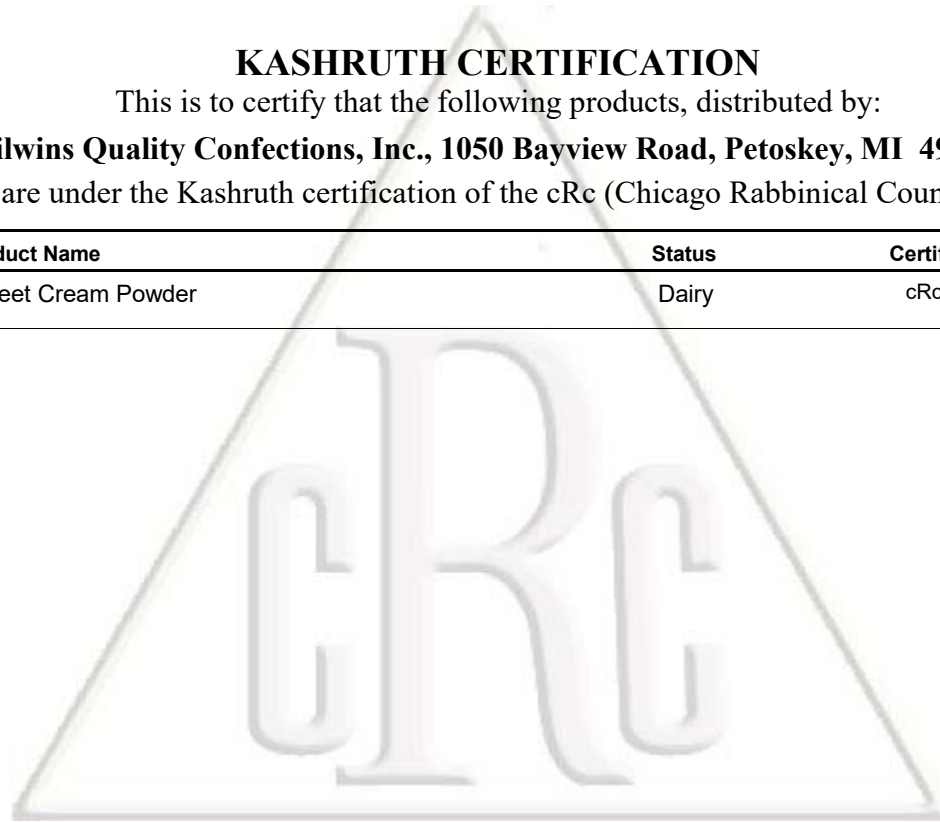 KASHRUTH CERTIFICATION
This is to certify that the following products, distributed by:
ilwins Quality Confections, Inc., 1050 Bayview Road, Petoskey, MI 49
are under the Kashruth certification of the cRc (Chicago Rabbinical Coun
duct Name Status Certif
eet Cream Powder Dairy cRc
cRc